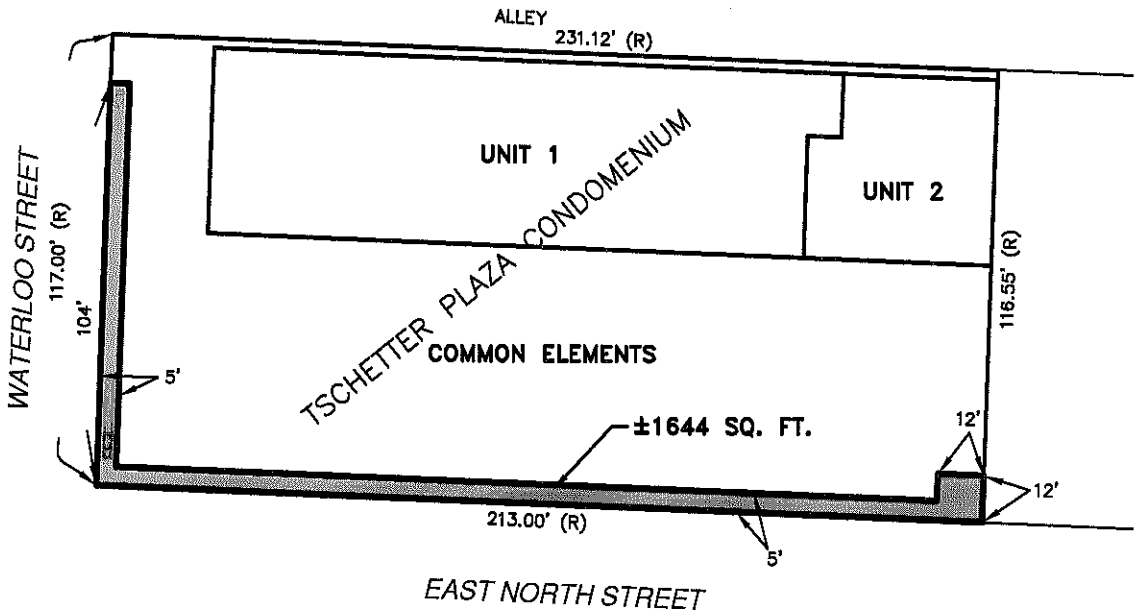 ALLEY
231.12' (R)
WATERLOO STREET
117.00' (R)
104'
UNIT 1
UNIT 2
TSCHETTER PLAZA CONDOMENIUM
116.55' (R)
COMMON ELEMENTS
5'
±1644 SQ. FT.
12'
12'
213.00' (R)
5'
EAST NORTH STREET